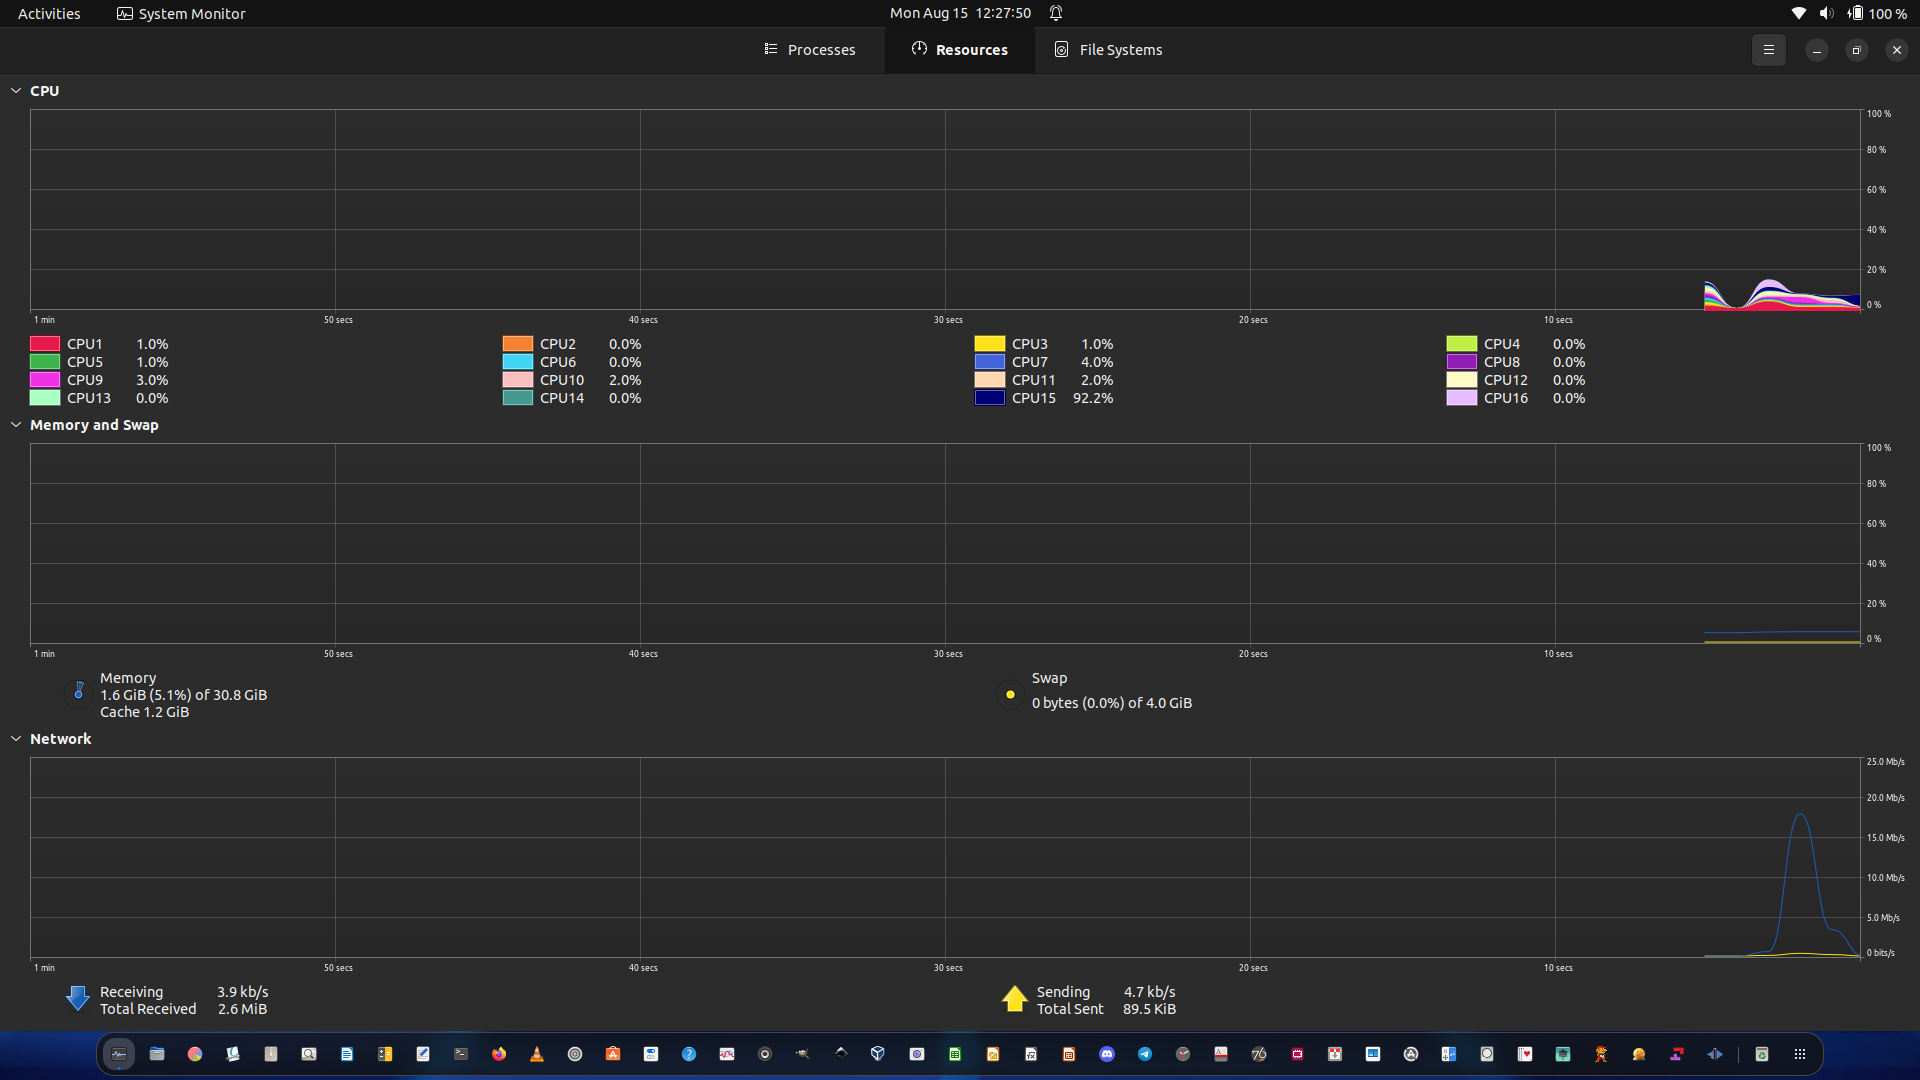 Activities System Monitor Mon Aug 15 12:27:50 100 %
Processes Resources File Systems
CPU
100 %
80 %
60 %
40 %
20 %
0 %
1 min 50 secs 40 secs 30 secs 20 secs 10 secs
CPU1 1.0% CPU2 0.0% CPU3 1.0% CPU4 0.0%
CPU5 1.0% CPU6 0.0% CPU7 4.0% CPU8 0.0%
CPU9 3.0% CPU10 2.0% CPU11 2.0% CPU12 0.0%
CPU13 0.0% CPU14 0.0% CPU15 92.2% CPU16 0.0%
Memory and Swap
100 %
80 %
60 %
40 %
20 %
0 %
1 min 50 secs 40 secs 30 secs 20 secs 10 secs
Memory
1.6 GiB (5.1%) of 30.8 GiB
Cache 1.2 GiB
Swap
0 bytes (0.0%) of 4.0 GiB
Network
25.0 Mb/s
20.0 Mb/s
15.0 Mb/s
10.0 Mb/s
5.0 Mb/s
0 bits/s
1 min 50 secs 40 secs 30 secs 20 secs 10 secs
Receiving 3.9 kb/s
Total Received 2.6 MiB
Sending 4.7 kb/s
Total Sent 89.5 KiB